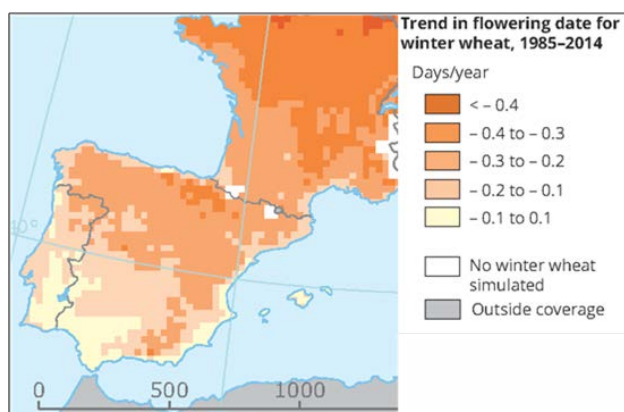 Trend in flowering date for
winter wheat, 1985–2014
Days/year
< – 0.4
– 0.4 to – 0.3
– 0.3 to – 0.2
– 0.2 to – 0.1
– 0.1 to 0.1
No winter wheat
simulated
Outside coverage
10°
0 500 1000